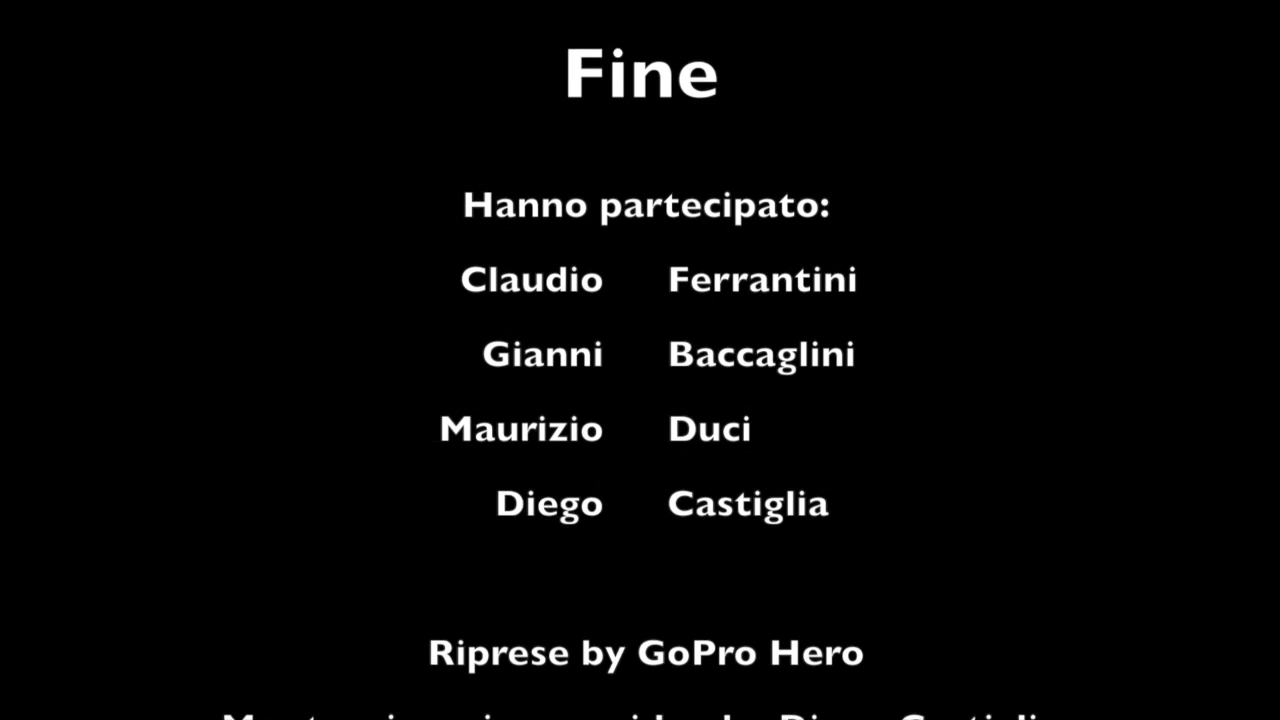 Fine
Hanno partecipato:
Claudio Ferrantini
Gianni Baccaglini
Maurizio Duci
Diego Castiglia
Riprese by GoPro Hero